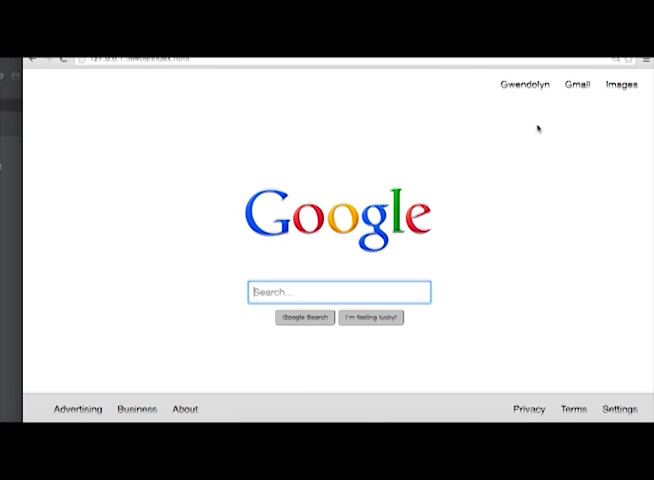 Gwendolyn Gmail Images
Google
Search...
Google Search I'm feeling lucky!
Advertising Business About Privacy Terms Settings